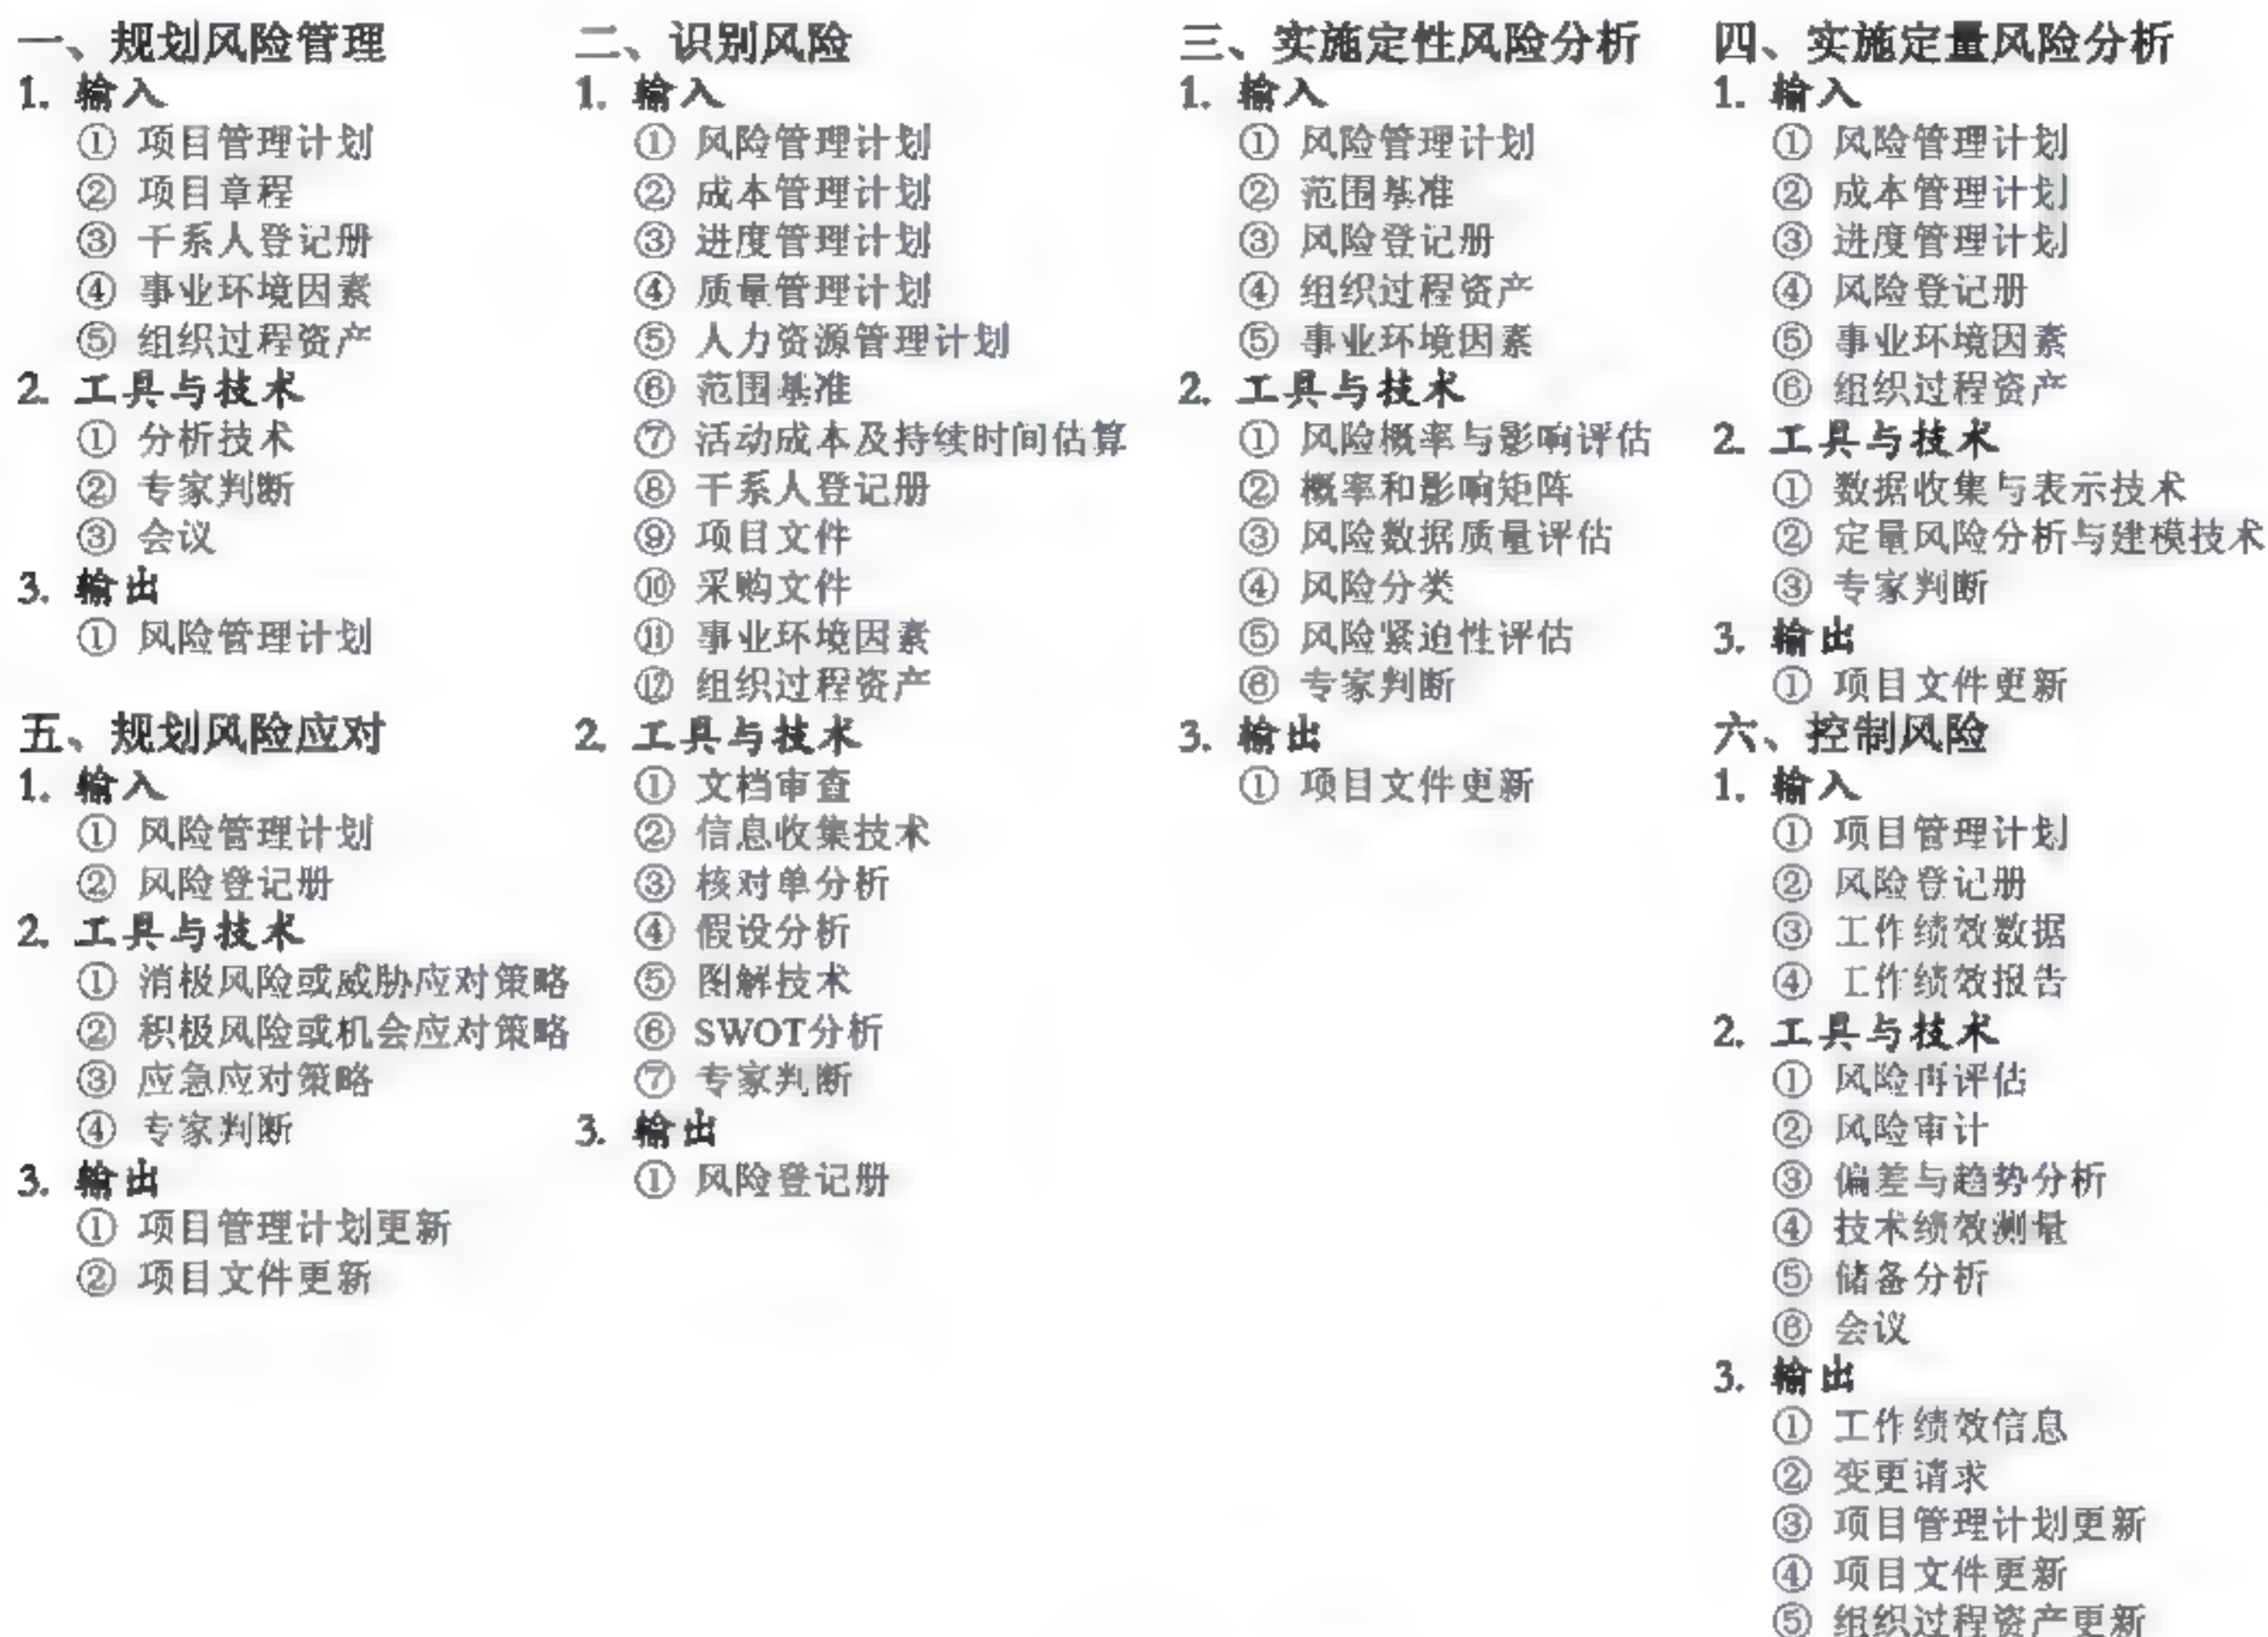 一、规划风险管理
1. 输入
① 项目管理计划
② 项目章程
③ 干系人登记册
④ 事业环境因素
⑤ 组织过程资产
2. 工具与技术
① 分析技术
② 专家判断
③ 会议
3. 输出
① 风险管理计划
五、规划风险应对
1. 输入
① 风险管理计划
② 风险登记册
2. 工具与技术
① 消极风险或威胁应对策略
② 积极风险或机会应对策略
③ 应急应对策略
④ 专家判断
3. 输出
① 项目管理计划更新
② 项目文件更新
二、识别风险
1. 输入
① 风险管理计划
② 成本管理计划
③ 进度管理计划
④ 质量管理计划
⑤ 人力资源管理计划
⑥ 范围基准
⑦ 活动成本及持续时间估算
⑧ 干系人登记册
⑨ 项目文件
⑩ 采购文件
⑪ 事业环境因素
⑫ 组织过程资产
2. 工具与技术
① 文档审查
② 信息收集技术
③ 核对单分析
④ 假设分析
⑤ 图解技术
⑥ SWOT分析
⑦ 专家判断
3. 输出
① 风险登记册
三、实施定性风险分析
1. 输入
① 风险管理计划
② 范围基准
③ 风险登记册
④ 组织过程资产
⑤ 事业环境因素
2. 工具与技术
① 风险概率与影响评估
② 概率和影响矩阵
③ 风险数据质量评估
④ 风险分类
⑤ 风险紧迫性评估
⑥ 专家判断
3. 输出
① 项目文件更新
四、实施定量风险分析
1. 输入
① 风险管理计划
② 成本管理计划
③ 进度管理计划
④ 风险登记册
⑤ 事业环境因素
⑥ 组织过程资产
2. 工具与技术
① 数据收集与表示技术
② 定量风险分析与建模技术
③ 专家判断
3. 输出
① 项目文件更新
六、控制风险
1. 输入
① 项目管理计划
② 风险登记册
③ 工作绩效数据
④ 工作绩效报告
2. 工具与技术
① 风险再评估
② 风险审计
③ 偏差与趋势分析
④ 技术绩效测量
⑤ 储备分析
⑥ 会议
3. 输出
① 工作绩效信息
② 变更请求
③ 项目管理计划更新
④ 项目文件更新
⑤ 组织过程资产更新